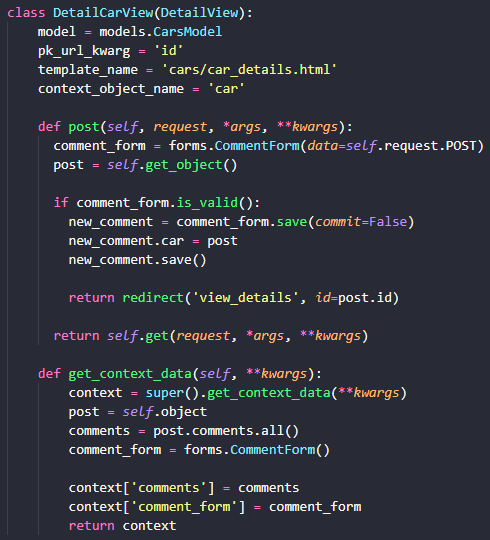 class DetailCarView(DetailView):
    model = models.CarsModel
    pk_url_kwarg = 'id'
    template_name = 'cars/car_details.html'
    context_object_name = 'car'

    def post(self, request, *args, **kwargs):
      comment_form = forms.CommentForm(data=self.request.POST)
      post = self.get_object()

      if comment_form.is_valid():
        new_comment = comment_form.save(commit=False)
        new_comment.car = post
        new_comment.save()

        return redirect('view_details', id=post.id)

      return self.get(request, *args, **kwargs)

    def get_context_data(self, **kwargs):
        context = super().get_context_data(**kwargs)
        post = self.object
        comments = post.comments.all()
        comment_form = forms.CommentForm()

        context['comments'] = comments
        context['comment_form'] = comment_form
        return context